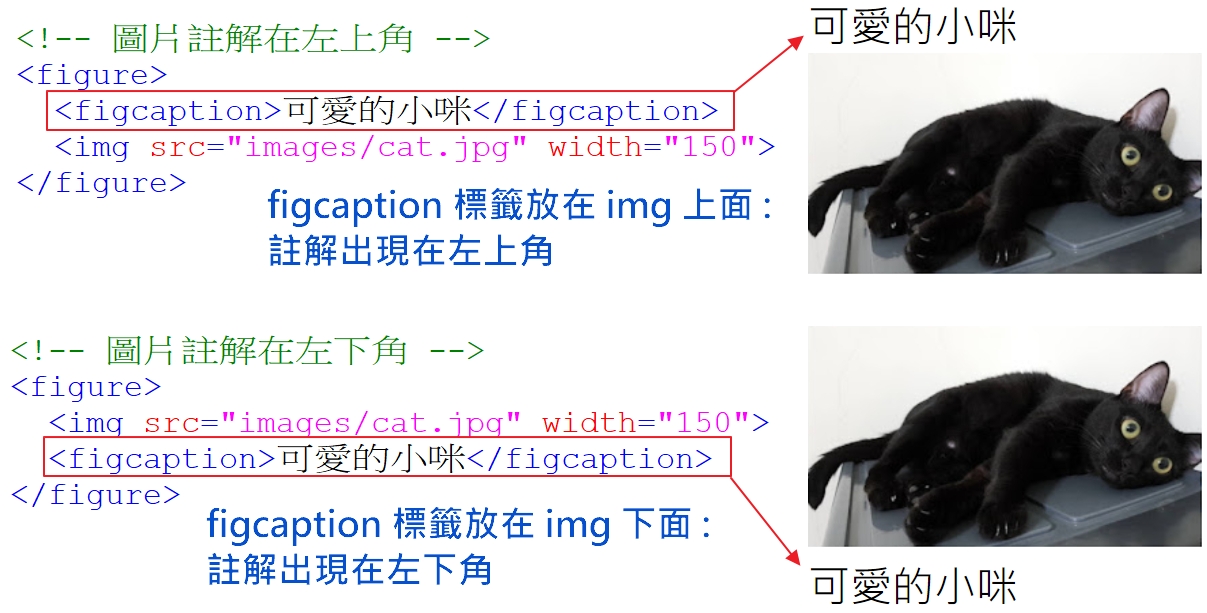 <!-- 圖片註解在左上角 -->
<figure>
<figcaption>可愛的小咪</figcaption>
<img src="images/cat.jpg" width="150">
</figure>
figcaption 標籤放在 img 上面 :
註解出現在左上角
可愛的小咪
<!-- 圖片註解在左下角 -->
<figure>
<img src="images/cat.jpg" width="150">
<figcaption>可愛的小咪</figcaption>
</figure>
figcaption 標籤放在 img 下面 :
註解出現在左下角
可愛的小咪